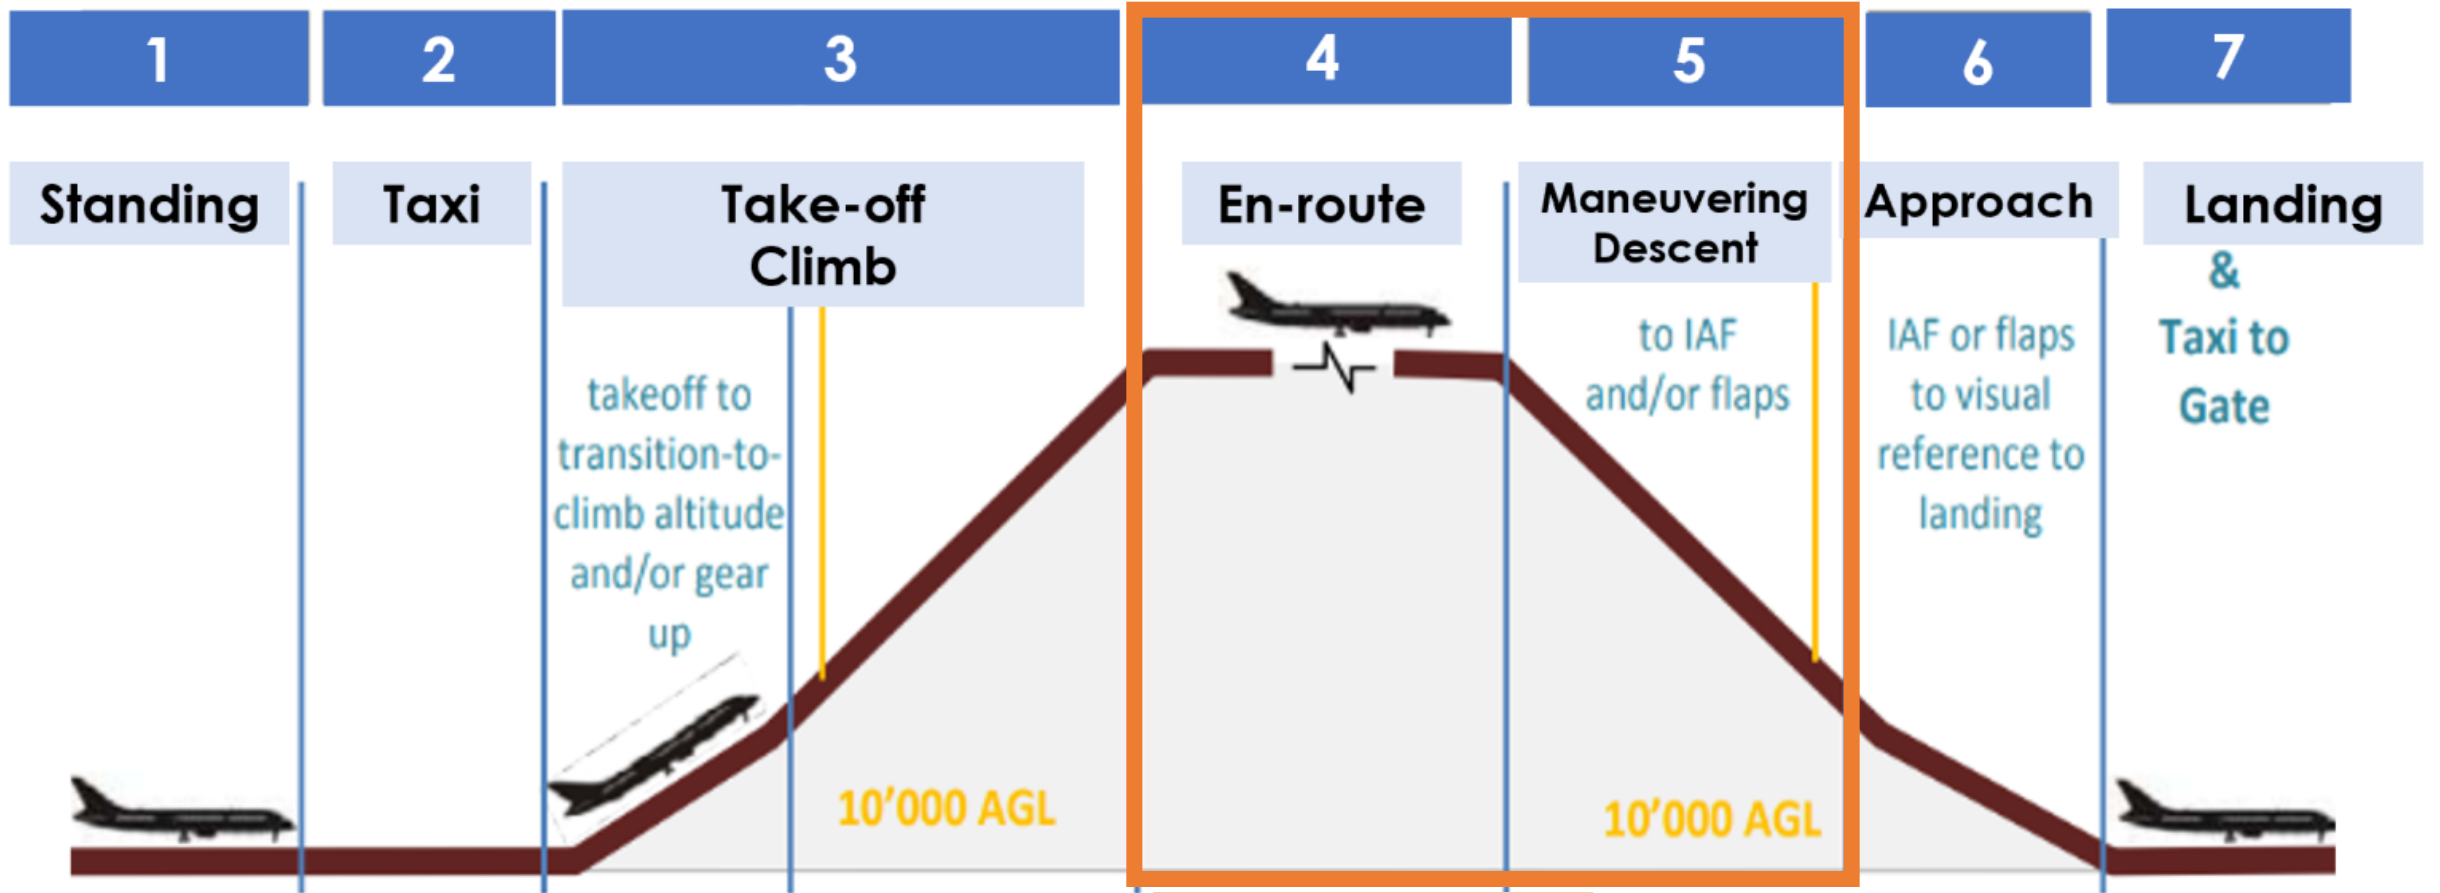 1
2
3
4
5
6
7
Standing
Taxi
Take-off
Climb
En-route
Maneuvering
Descent
Approach
Landing
&
Taxi to
Gate
takeoff to
transition-to-
climb altitude
and/or gear
up
to IAF
and/or flaps
IAF or flaps
to visual
reference to
landing
10'000 AGL
10'000 AGL